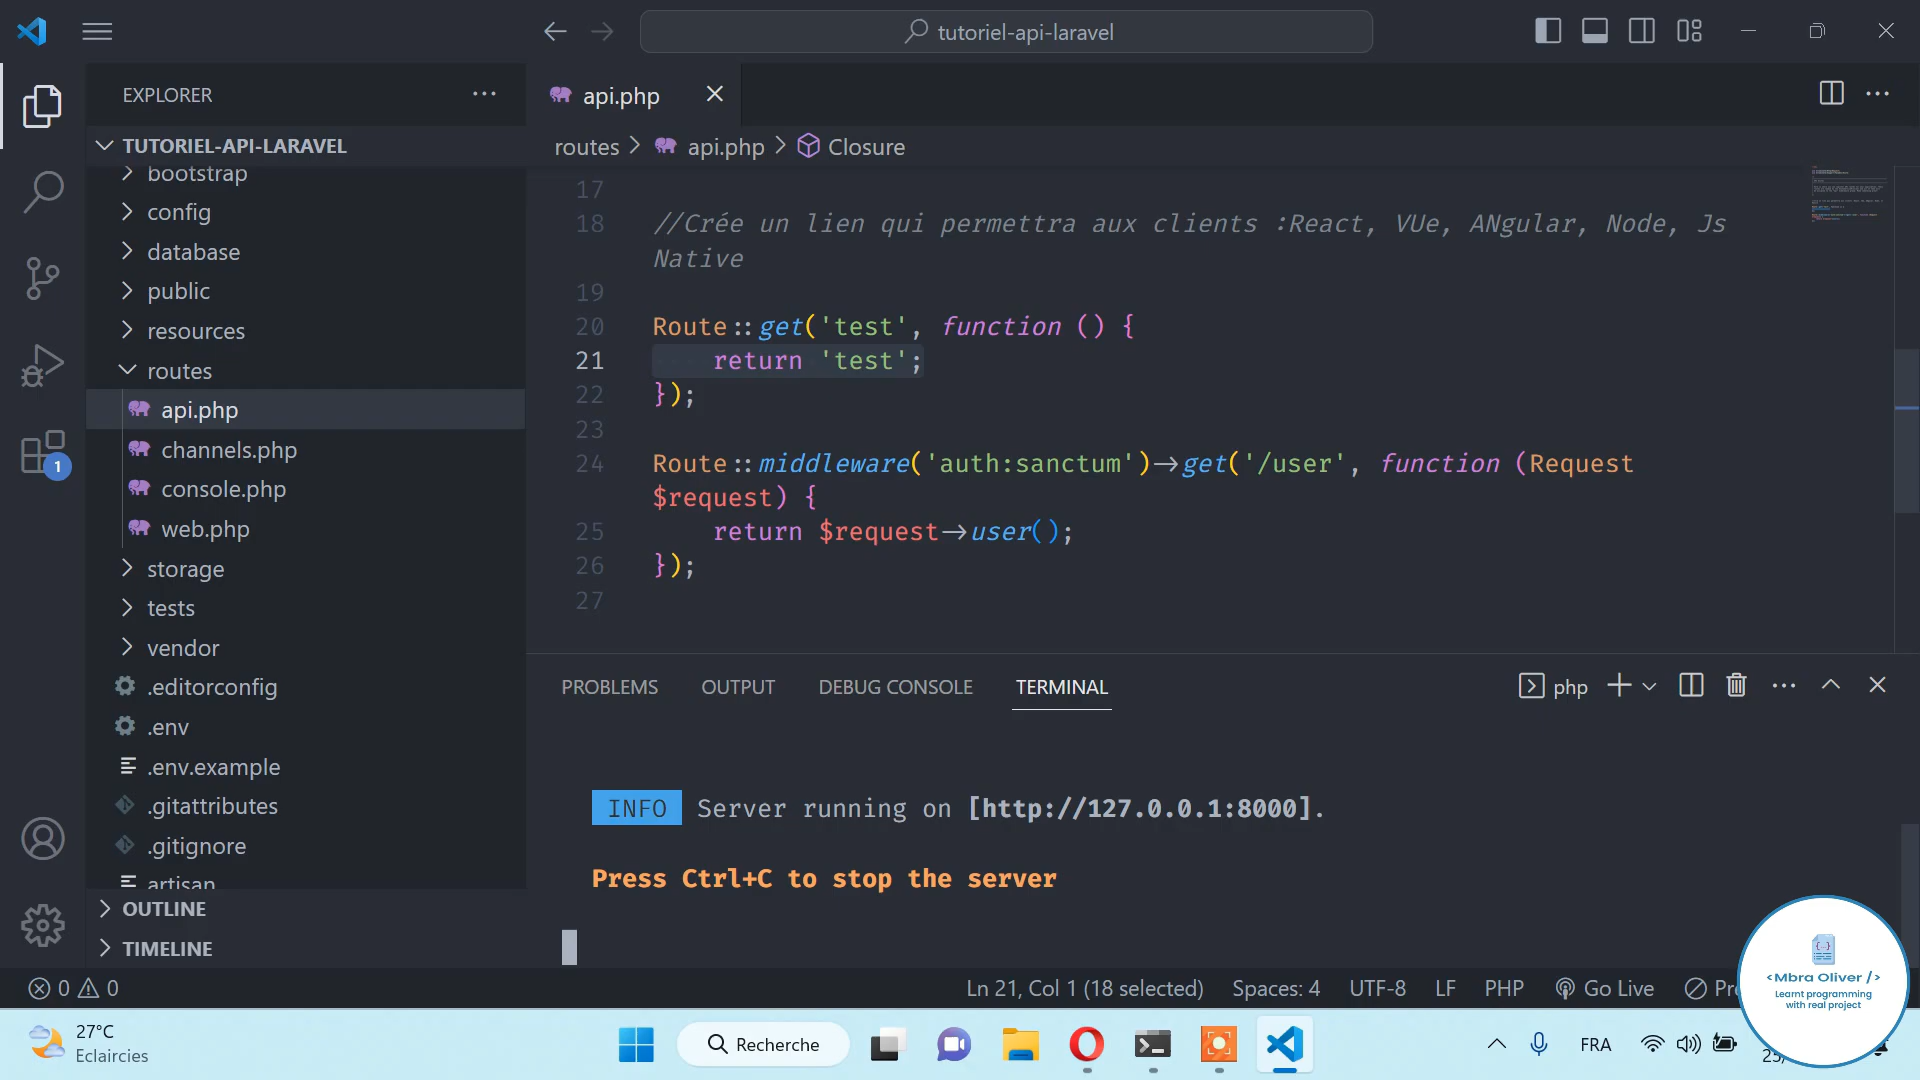 tutoriel-api-laravel
EXPLORER
TUTORIEL-API-LARAVEL
bootstrap
config
database
public
resources
routes
api.php
channels.php
console.php
web.php
storage
tests
vendor
.editorconfig
.env
.env.example
.gitattributes
.gitignore
artisan
OUTLINE
TIMELINE
1
api.php
routes > api.php > Closure
17
18 //Crée un lien qui permettra aux clients :React, VUe, ANgular, Node, Js
Native
19
20 Route::get('test', function () {
21 return 'test';
22 });
23
24 Route::middleware('auth:sanctum')->get('/user', function (Request
$request) {
25 return $request->user();
26 });
27
PROBLEMS OUTPUT DEBUG CONSOLE TERMINAL php
INFO Server running on [http://127.0.0.1:8000].
Press Ctrl+C to stop the server
0 0 Ln 21, Col 1 (18 selected) Spaces: 4 UTF-8 LF PHP Go Live
<Mbra Oliver />
Learnt programming
with real project
27°C
Eclaircies
Recherche
FRA